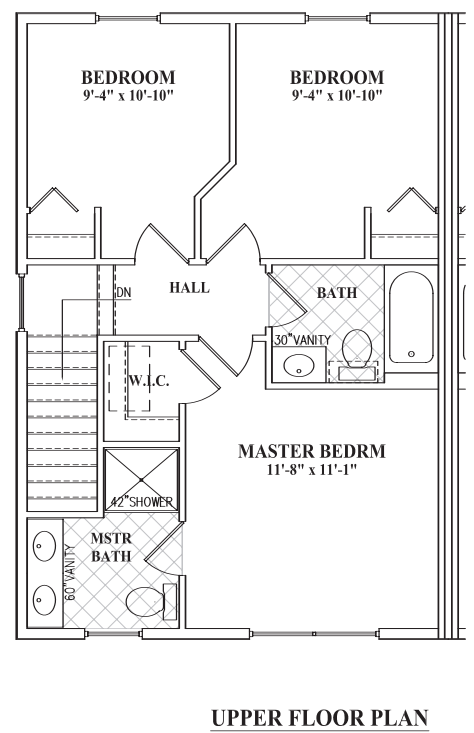 BEDROOM
9'-4" x 10'-10"
BEDROOM
9'-4" x 10'-10"
DN
HALL
BATH
30"VANITY
W.I.C.
MASTER BEDRM
11'-8" x 11'-1"
42"SHOWER
MSTR
BATH
60"VANITY
UPPER FLOOR PLAN